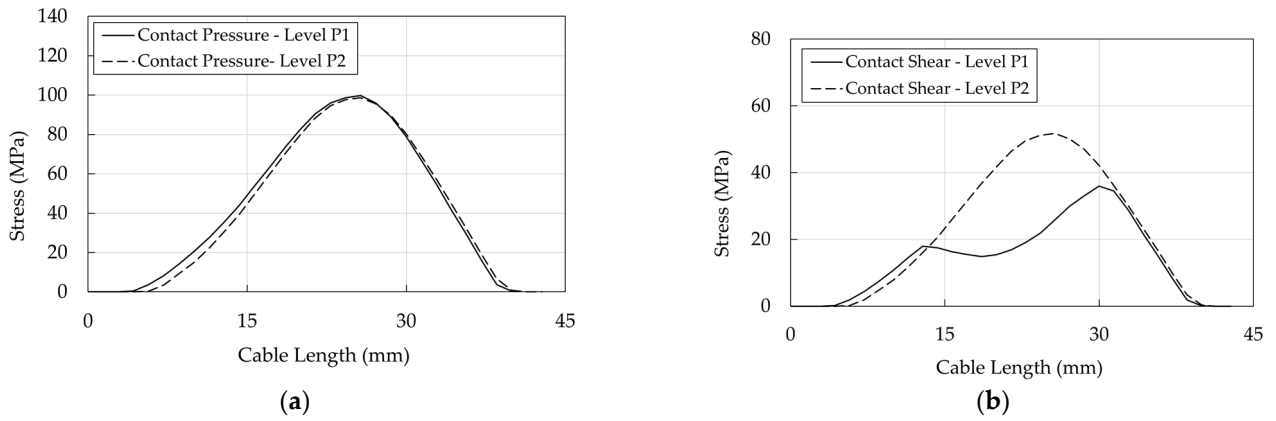 140
120
100
80
60
40
20
0
Stress (MPa)
Contact Pressure - Level P1
Contact Pressure- Level P2
0 15 30 45
Cable Length (mm)
(a)
80
60
40
20
0
Stress (MPa)
Contact Shear - Level P1
Contact Shear - Level P2
0 15 30 45
Cable Length (mm)
(b)